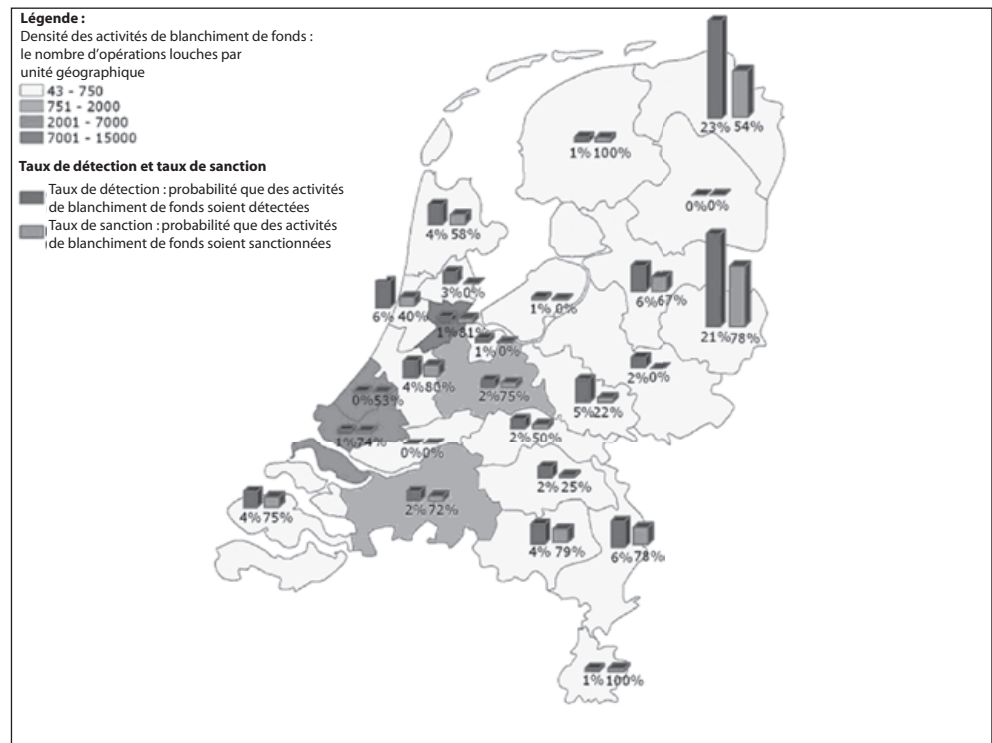 Légende :
Densité des activités de blanchiment de fonds :
le nombre d’opérations louches par
unité géographique
43 - 750
751 - 2000
2001 - 7000
7001 - 15000
Taux de détection et taux de sanction
Taux de détection : probabilité que des activités
de blanchiment de fonds soient détectées
Taux de sanction : probabilité que des activités
de blanchiment de fonds soient sanctionnées
23% 54%
1% 100%
0% 0%
4% 58%
3% 0%
6% 40%
1% 0%
6% 67%
1% 81%
21% 78%
1% 0%
4% 80%
2% 0%
2% 75%
0% 53%
5% 22%
1% 74%
2% 50%
0% 0%
2% 25%
4% 75%
2% 72%
4% 79%
6% 78%
1% 100%